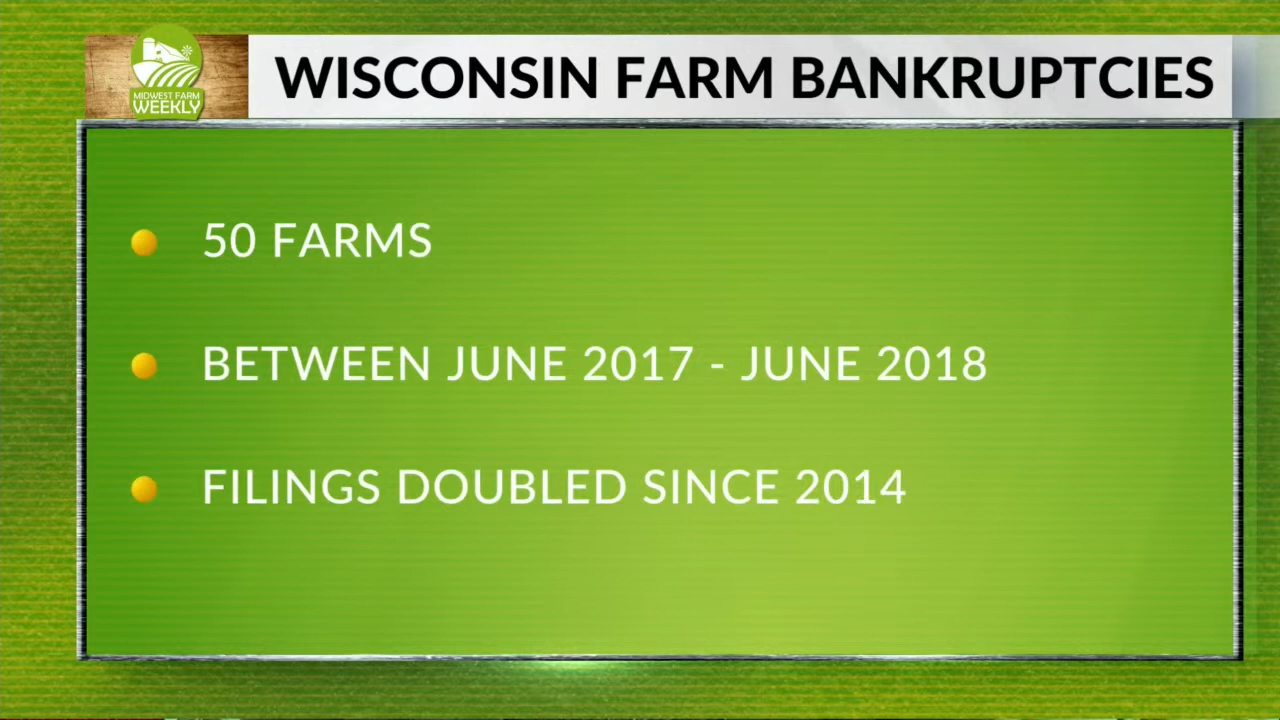 WISCONSIN FARM BANKRUPTCIES
MIDWEST FARM
WEEKLY
50 FARMS
BETWEEN JUNE 2017 - JUNE 2018
FILINGS DOUBLED SINCE 2014